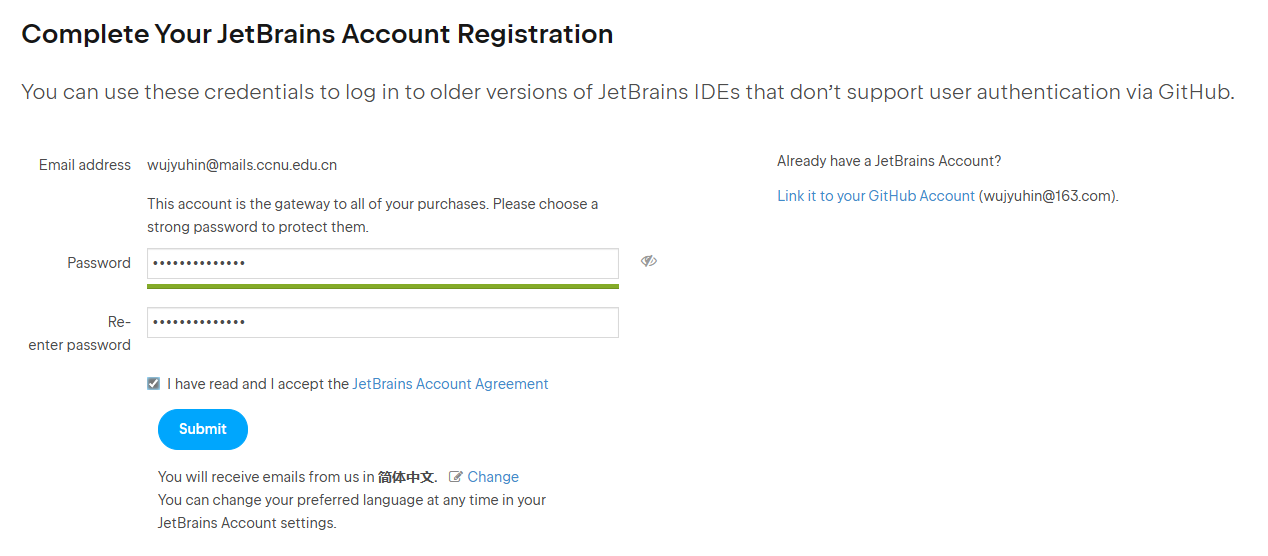 Complete Your JetBrains Account Registration
You can use these credentials to log in to older versions of JetBrains IDEs that don’t support user authentication via GitHub.
Email address wujyuhin@mails.ccnu.edu.cn
This account is the gateway to all of your purchases. Please choose a
strong password to protect them.
Password ••••••••••••••
Re-
enter password ••••••••••••••
I have read and I accept the JetBrains Account Agreement
Submit
You will receive emails from us in 简体中文. Change
You can change your preferred language at any time in your
JetBrains Account settings.
Already have a JetBrains Account?
Link it to your GitHub Account (wujyuhin@163.com).